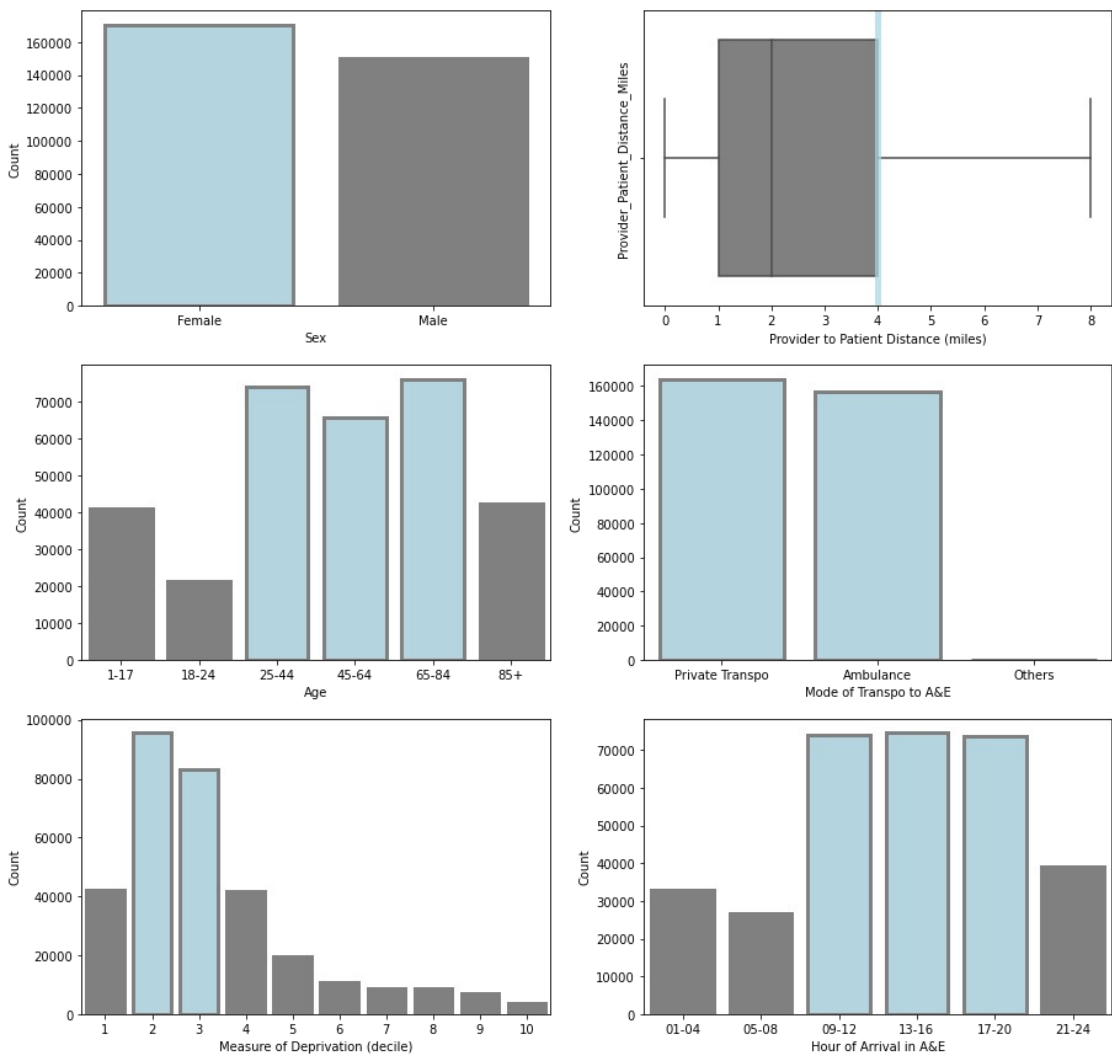 160000
140000
120000
100000
80000
60000
40000
20000
0
Count
Female Male
Sex
Provider_Patient_Distance_Miles
0 1 2 3 4 5 6 7 8
Provider to Patient Distance (miles)
70000
60000
50000
40000
30000
20000
10000
0
Count
1-17 18-24 25-44 45-64 65-84 85+
Age
160000
140000
120000
100000
80000
60000
40000
20000
0
Count
Private Transpo Ambulance Others
Mode of Transpo to A&E
100000
80000
60000
40000
20000
0
Count
1 2 3 4 5 6 7 8 9 10
Measure of Deprivation (decile)
70000
60000
50000
40000
30000
20000
10000
0
Count
01-04 05-08 09-12 13-16 17-20 21-24
Hour of Arrival in A&E